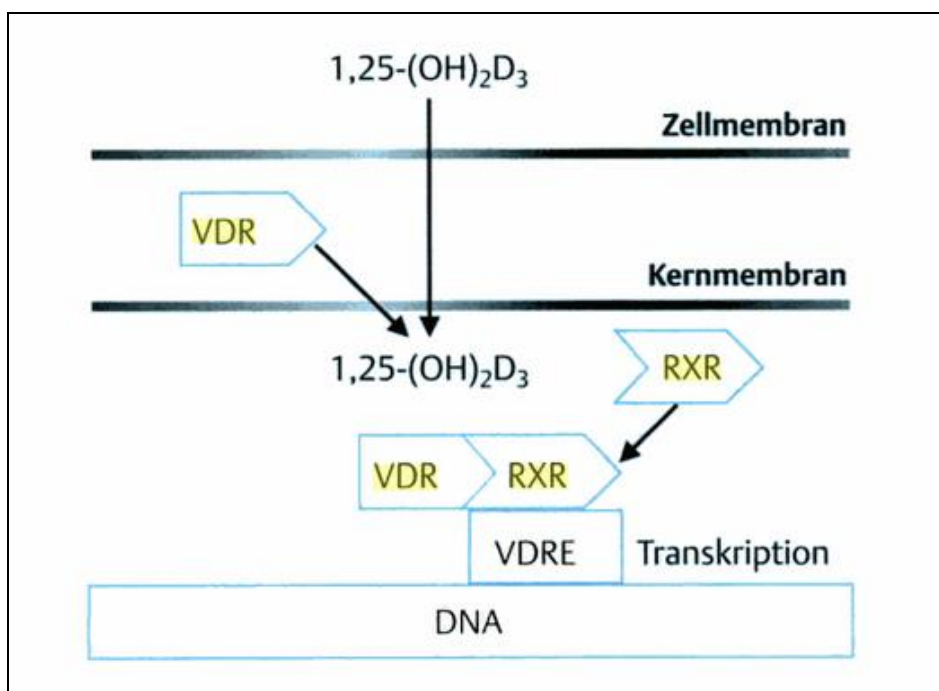 1,25-(OH)₂D₃
Zellmembran
VDR
Kernmembran
1,25-(OH)₂D₃
RXR
VDR RXR
VDRE Transkription
DNA